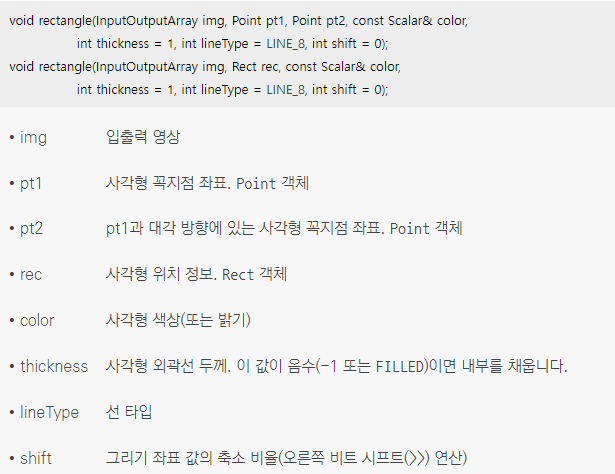 void rectangle(InputOutputArray img, Point pt1, Point pt2, const Scalar& color,
int thickness = 1, int lineType = LINE_8, int shift = 0);
void rectangle(InputOutputArray img, Rect rec, const Scalar& color,
int thickness = 1, int lineType = LINE_8, int shift = 0);
• img 입출력 영상
• pt1 사각형 꼭지점 좌표. Point 객체
• pt2 pt1과 대각 방향에 있는 사각형 꼭지점 좌표. Point 객체
• rec 사각형 위치 정보. Rect 객체
• color 사각형 색상(또는 밝기)
• thickness 사각형 외곽선 두께. 이 값이 음수(-1 또는 FILLED)이면 내부를 채웁니다.
• lineType 선 타입
• shift 그리기 좌표 값의 축소 비율(오른쪽 비트 시프트(>>) 연산)